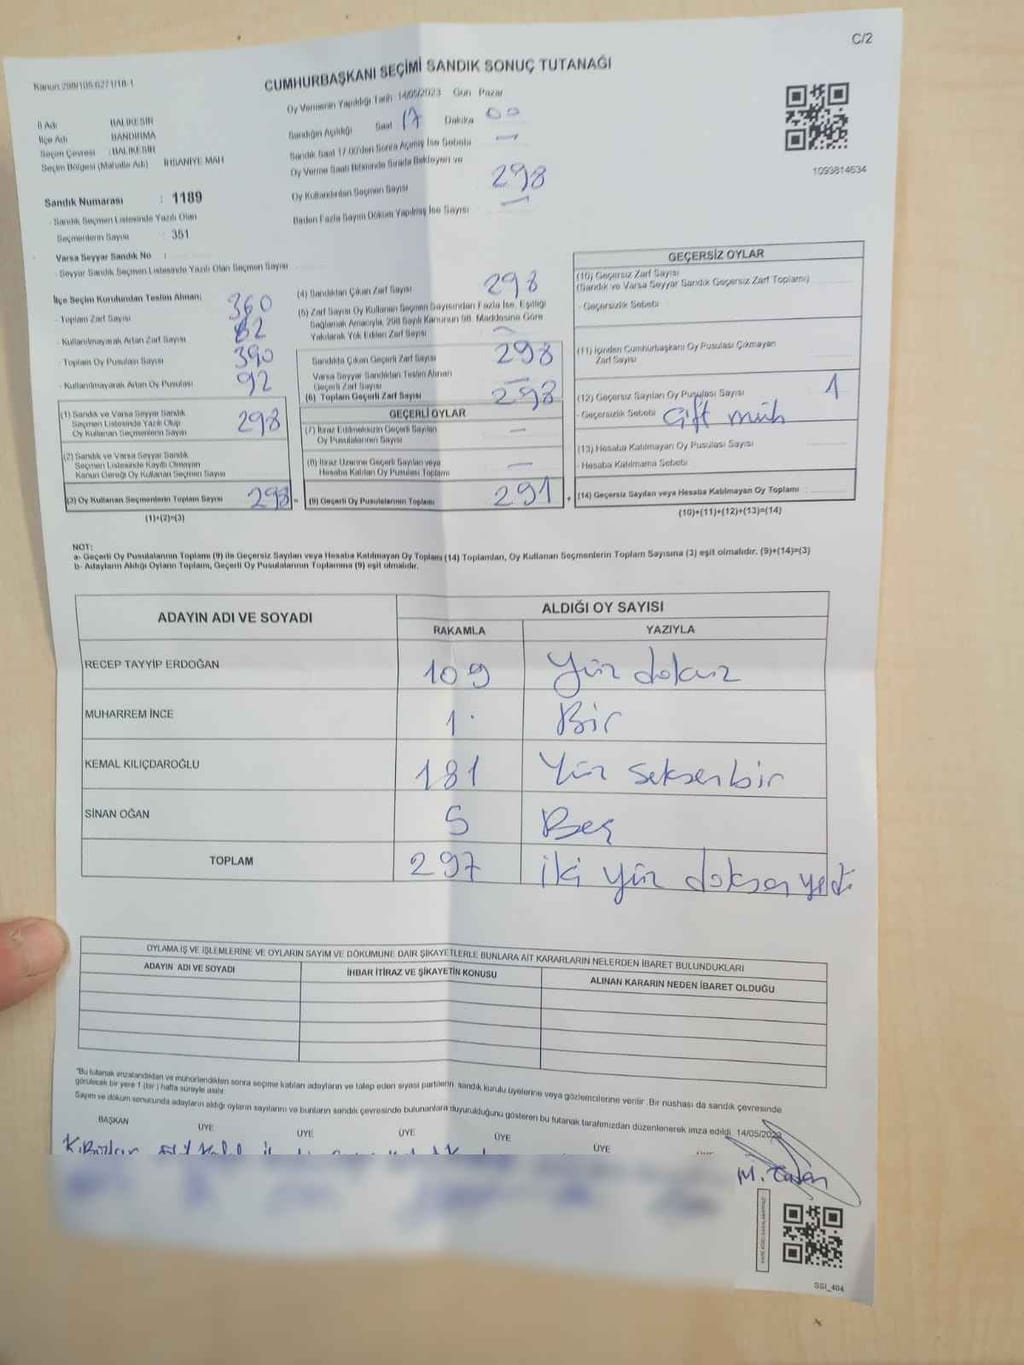 C/2
Kanun:298/105,6271/18-1
CUMHURBAŞKANI SEÇİMİ SANDIK SONUÇ TUTANAĞI
Oy Vermenin Yapıldığı Tarih 14/05/2023 Gün Pazar
İl Adı BALIKESİR
İlçe Adı BANDIRMA
Seçim Çevresi : BALIKESİR
Seçim Bölgesi (Mahalle Adı) İHSANİYE MAH
Sandığın Açıldığı Saat 17 Dakika 00
Sandık Saat 17.00'den Sonra Açılmış İse Sebebi —
Oy Verme Saati Bitiminde Sırada Bekleyen ve
Oy Kullandırılan Seçmen Sayısı 298
Birden Fazla Sayım Döküm Yapılmış İse Sayısı —
1093814634
Sandık Numarası : 1189
- Sandık Seçmen Listesinde Yazılı Olan
Seçmenlerin Sayısı : 351
Varsa Seyyar Sandık No :
- Seyyar Sandık Seçmen Listesinde Yazılı Olan Seçmen Sayısı
İlçe Seçim Kurulundan Teslim Alınan;
- Toplam Zarf Sayısı 360
- Kullanılmayarak Artan Zarf Sayısı 62
- Toplam Oy Pusulası Sayısı 390
- Kullanılmayarak Artan Oy Pusulası 92
(1) Sandık ve Varsa Seyyar Sandık
Seçmen Listesinde Yazılı Olup
Oy Kullanan Seçmenlerin Sayısı 298
(2) Sandık ve Varsa Seyyar Sandık
Seçmen Listesinde Kayıtlı Olmayan
Kanun Gereği Oy Kullanan Seçmen Sayısı
(3) Oy Kullanan Seçmenlerin Toplam Sayısı 298 =
(1)+(2)=(3)
(4) Sandıktan Çıkan Zarf Sayısı 298
(5) Zarf Sayısı Oy Kullanan Seçmen Sayısından Fazla İse, Eşitliği
Sağlamak Amacıyla, 298 Sayılı Kanunun 98. Maddesine Göre
Yakılarak Yok Edilen Zarf Sayısı —
Sandıkta Çıkan Geçerli Zarf Sayısı 298
Varsa Seyyar Sandıktan Teslim Alınan
Geçerli Zarf Sayısı —
(6) Toplam Geçerli Zarf Sayısı 298
GEÇERLİ OYLAR
(7) İtiraz Edilmeksizin Geçerli Sayılan
Oy Pusulalarının Sayısı —
(8) İtiraz Üzerine Geçerli Sayılan veya
Hesaba Katılan Oy Pusulaları Toplamı —
(9) Geçerli Oy Pusulalarının Toplamı 291 +
GEÇERSİZ OYLAR
(10) Geçersiz Zarf Sayısı
(Sandık ve Varsa Seyyar Sandık Geçersiz Zarf Toplamı)
- Geçersizlik Sebebi
(11) İçinden Cumhurbaşkanı Oy Pusulası Çıkmayan
Zarf Sayısı
(12) Geçersiz Sayılan Oy Pusulası Sayısı 1
- Geçersizlik Sebebi Çift müh
(13) Hesaba Katılmayan Oy Pusulası Sayısı
- Hesaba Katılmama Sebebi
(14) Geçersiz Sayılan veya Hesaba Katılmayan Oy Toplamı
(10)+(11)+(12)+(13)=(14)
NOT:
a- Geçerli Oy Pusulalarının Toplamı (9) ile Geçersiz Sayılan veya Hesaba Katılmayan Oy Toplamı (14) Toplamları, Oy Kullanan Seçmenlerin Toplam Sayısına (3) eşit olmalıdır. (9)+(14)=(3)
b- Adayların Aldığı Oyların Toplamı, Geçerli Oy Pusulalarının Toplamına (9) eşit olmalıdır.
ADAYIN ADI VE SOYADI ALDIĞI OY SAYISI
RAKAMLA YAZIYLA
RECEP TAYYİP ERDOĞAN 109 Yüz dokuz
MUHARREM İNCE 1. Bir
KEMAL KILIÇDAROĞLU 181 Yüz seksenbir
SİNAN OĞAN 5 Beş
TOPLAM 297 iki yüz doksan yedi
OYLAMA İŞ VE İŞLEMLERİNE VE OYLARIN SAYIM VE DÖKÜMÜNE DAİR ŞİKAYETLERLE BUNLARA AİT KARARLARIN NELERDEN İBARET BULUNDUKLARI
ADAYIN ADI VE SOYADI İHBAR İTİRAZ VE ŞİKAYETİN KONUSU ALINAN KARARIN NEDEN İBARET OLDUĞU
"Bu tutanak imzalandıktan ve mühürlendikten sonra seçime katılan adayların ve talep eden siyasi partilerin sandık kurulu üyelerine veya gözlemcilerine verilir. Bir nüshası da sandık çevresinde
görülecek bir yere 1 (bir) hafta süreyle asılır.
Sayım ve döküm sonucunda adayların aldığı oyların sayılarını ve bunların sandık çevresinde bulunanlara duyurulduğunu gösteren bu tutanak tarafımızdan düzenlenerek imza edildi. 14/05/2023
BAŞKAN ÜYE ÜYE ÜYE ÜYE ÜYE
SSI_404